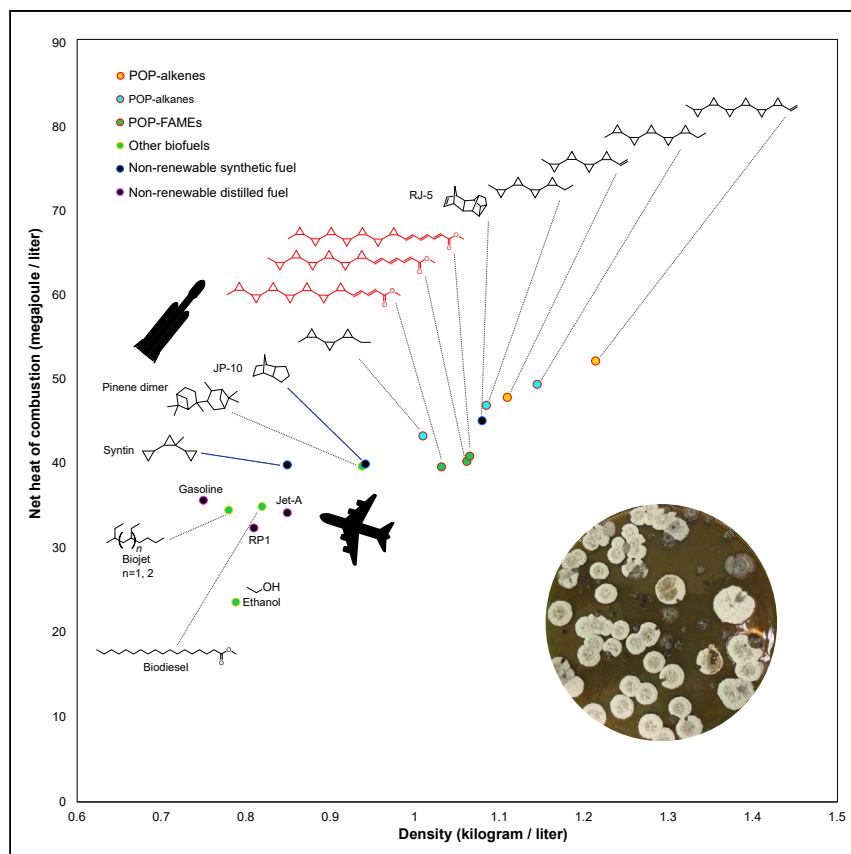 90
80
70
60
50
40
30
20
10
0
Net heat of combustion (megajoule / liter)
POP-alkenes
POP-alkanes
POP-FAMEs
Other biofuels
Non-renewable synthetic fuel
Non-renewable distilled fuel
RJ-5
O
O
O
O
O
O
JP-10
Pinene dimer
Syntin
Gasoline
Jet-A
RP1
n
Biojet
n=1, 2
OH
Ethanol
O
O
Biodiesel
0.6 0.7 0.8 0.9 1 1.1 1.2 1.3 1.4 1.5
Density (kilogram / liter)